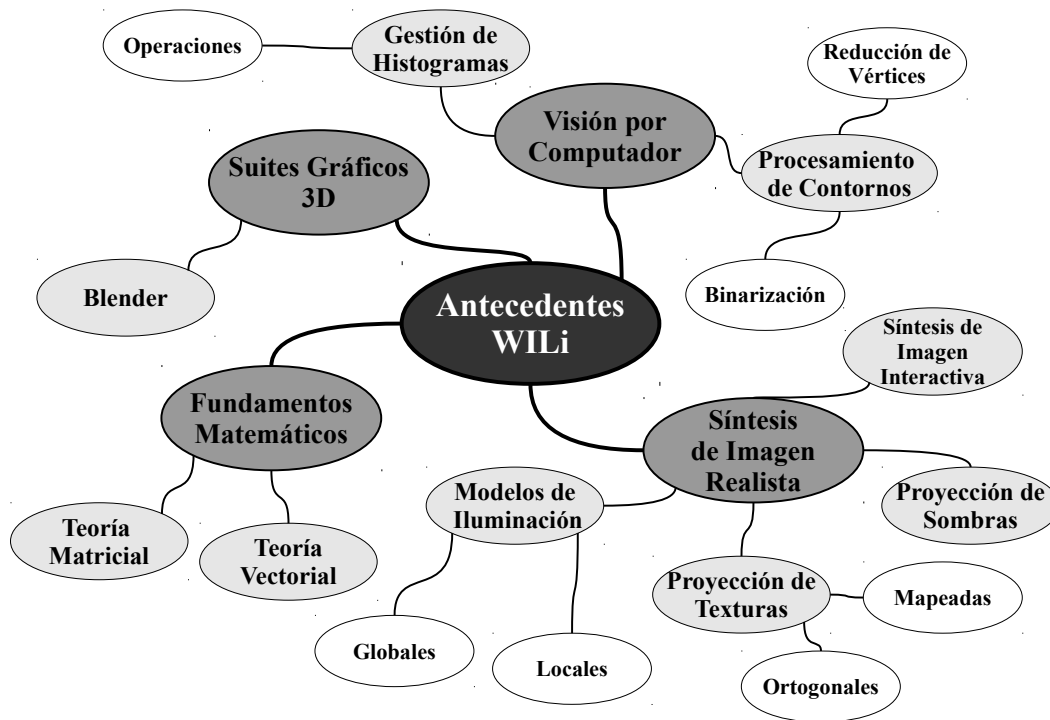 Operaciones
Gestión de
Histogramas
Reducción de
Vértices
Visión por
Computador
Suites Gráficos
3D
Procesamiento
de Contornos
Blender
Binarización
Antecedentes
WILi
Síntesis de
Imagen
Interactiva
Fundamentos
Matemáticos
Síntesis
de Imagen
Realista
Modelos de
Iluminación
Proyección de
Sombras
Teoría
Matricial
Teoría
Vectorial
Proyección de
Texturas
Mapeadas
Globales
Locales
Ortogonales